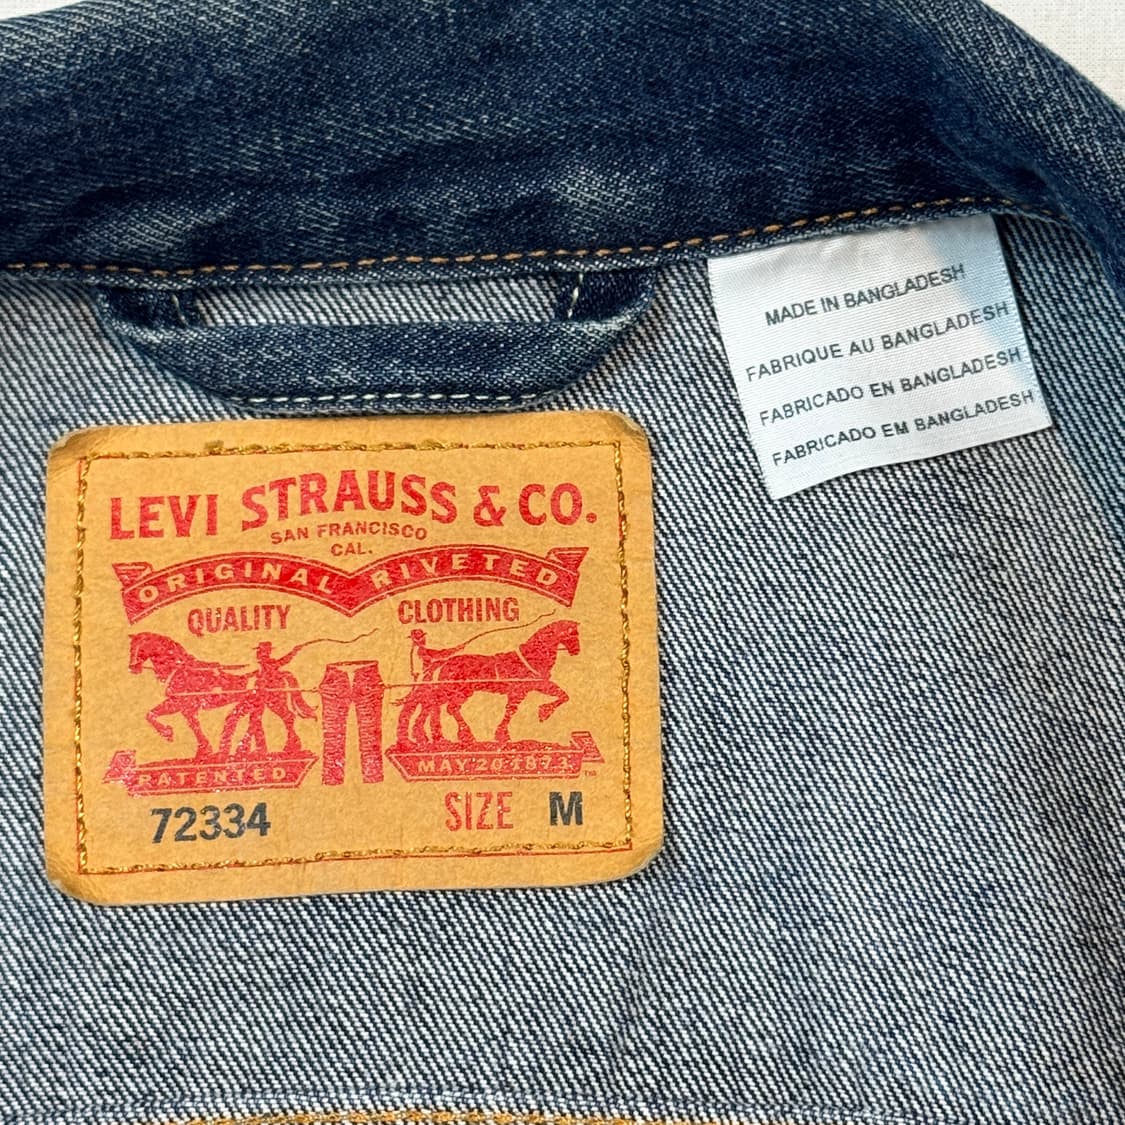 LEVI STRAUSS & CO.
SAN FRANCISCO
CAL.
ORIGINAL RIVETED
QUALITY CLOTHING
PATENTED MAY 20 1873 ™
72334 SIZE M
MADE IN BANGLADESH
FABRIQUE AU BANGLADESH
FABRICADO EN BANGLADESH
FABRICADO EM BANGLADESH